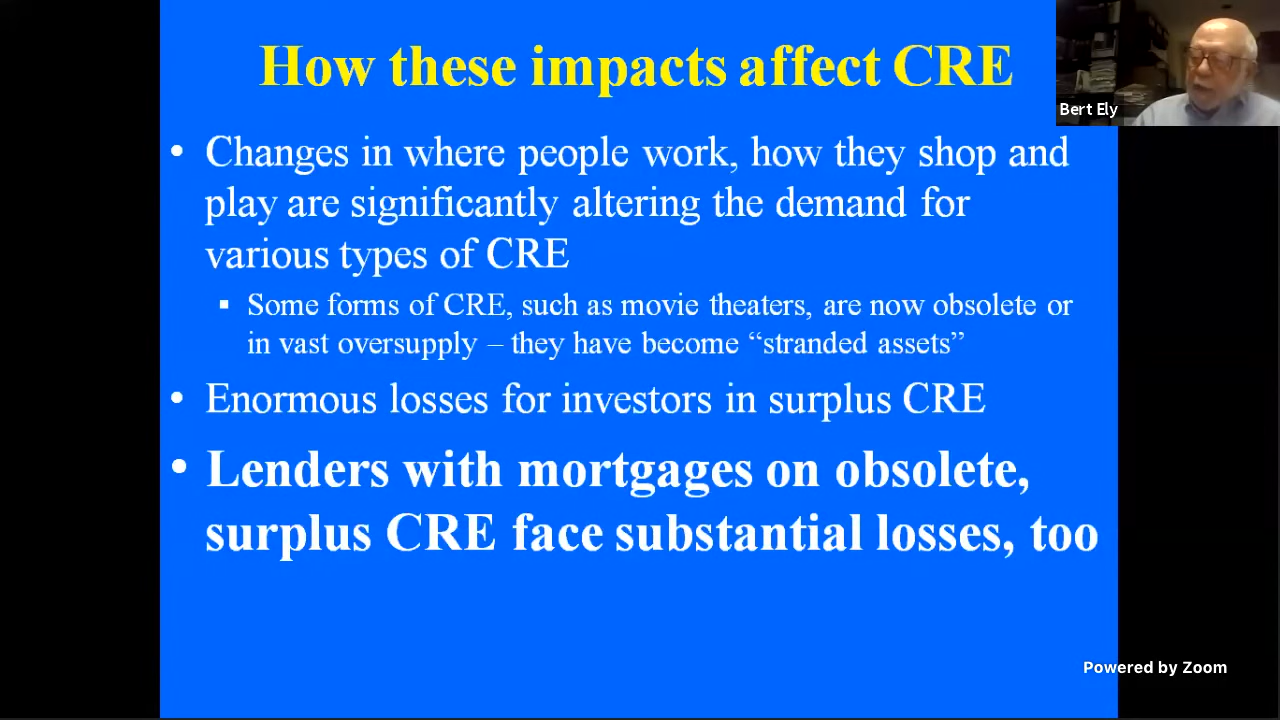 How these impacts affect CRE
Bert Ely
• Changes in where people work, how they shop and
play are significantly altering the demand for
various types of CRE
▪ Some forms of CRE, such as movie theaters, are now obsolete or
in vast oversupply – they have become “stranded assets”
• Enormous losses for investors in surplus CRE
• Lenders with mortgages on obsolete,
surplus CRE face substantial losses, too
Powered by Zoom